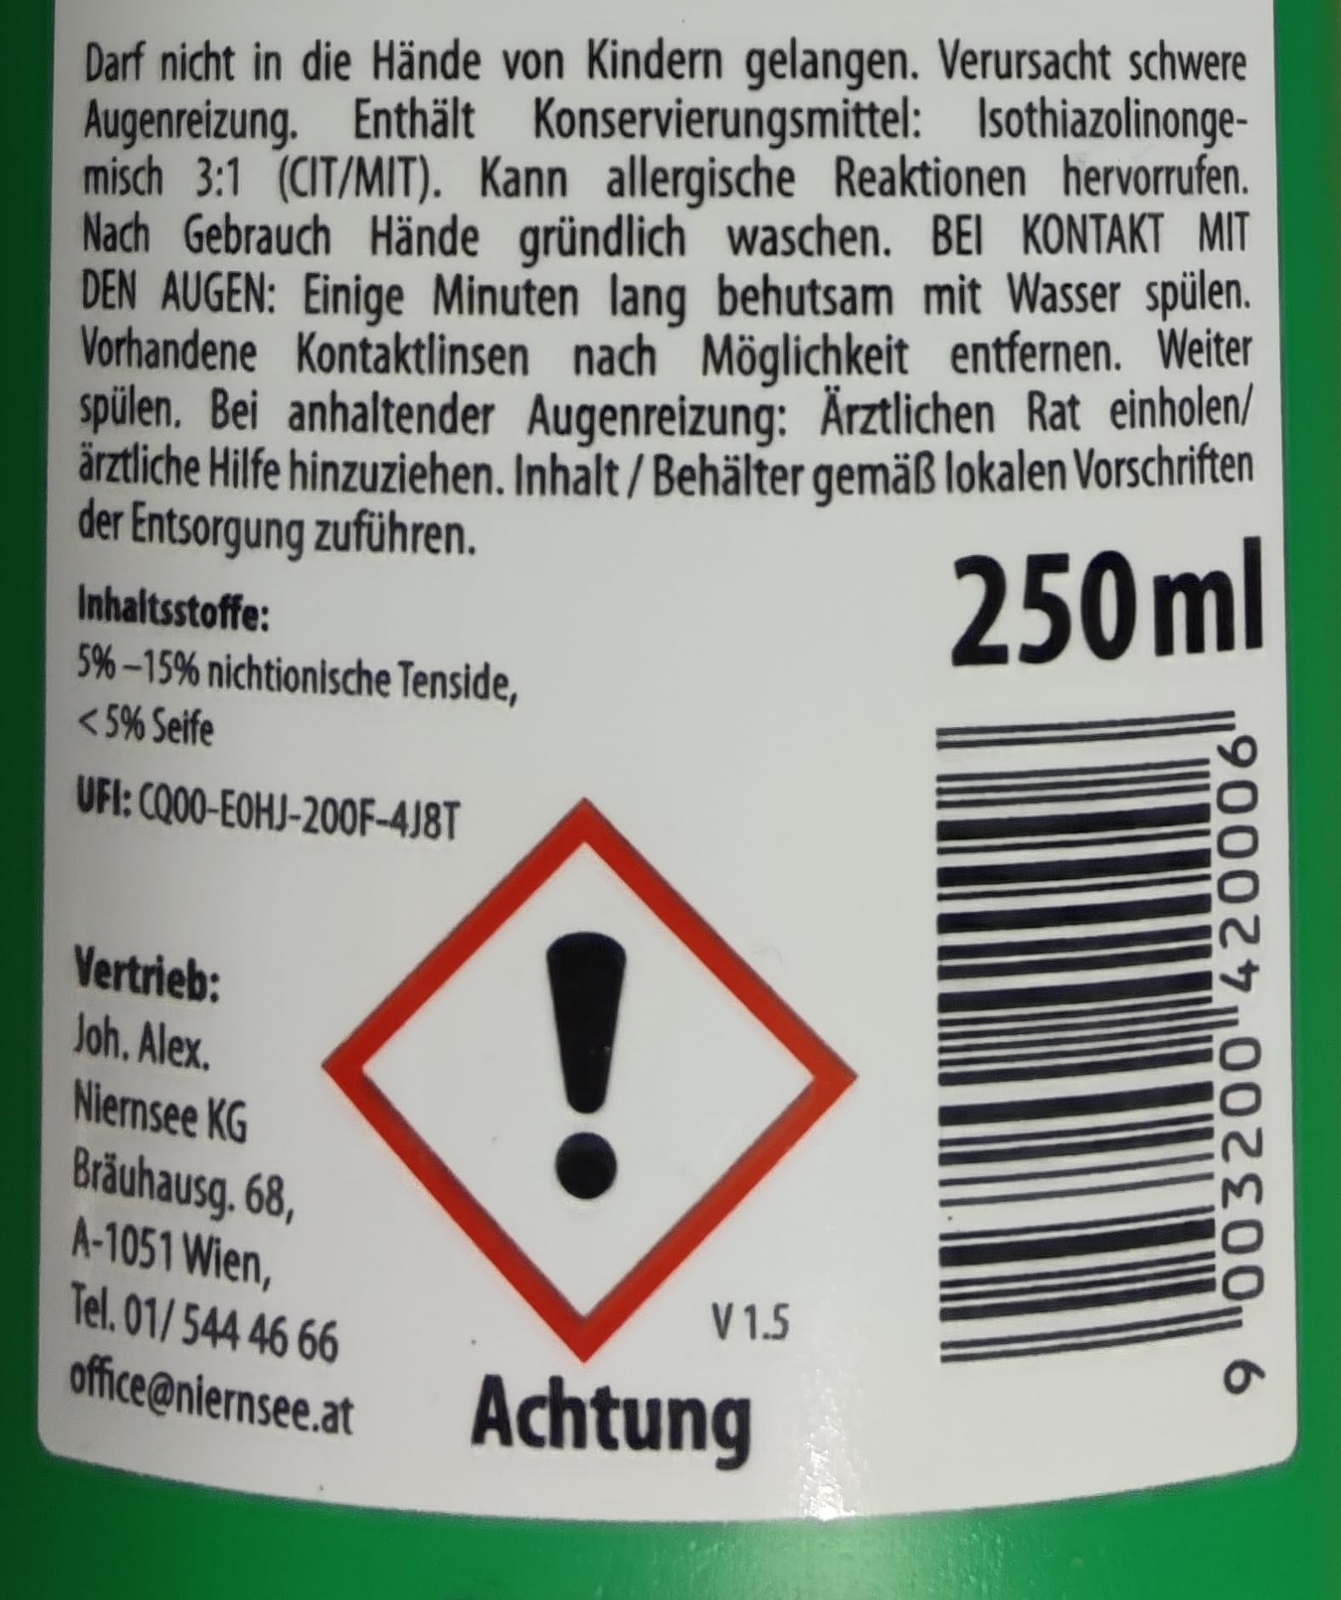 Darf nicht in die Hände von Kindern gelangen. Verursacht schwere
Augenreizung. Enthält Konservierungsmittel: Isothiazolinonge-
misch 3:1 (CIT/MIT). Kann allergische Reaktionen hervorrufen.
Nach Gebrauch Hände gründlich waschen. BEI KONTAKT MIT
DEN AUGEN: Einige Minuten lang behutsam mit Wasser spülen.
Vorhandene Kontaktlinsen nach Möglichkeit entfernen. Weiter
spülen. Bei anhaltender Augenreizung: Ärztlichen Rat einholen/
ärztliche Hilfe hinzuziehen. Inhalt / Behälter gemäß lokalen Vorschriften
der Entsorgung zuführen.
250 ml
Inhaltsstoffe:
5% – 15% nichtionische Tenside,
< 5% Seife
UFI: CQ00-E0HJ-200F-4J8T
Vertrieb:
Joh. Alex.
Niernsee KG
Bräuhausg. 68,
A-1051 Wien,
Tel. 01/ 544 46 66
office@niernsee.at
V 1.5
Achtung
9 003200 420006